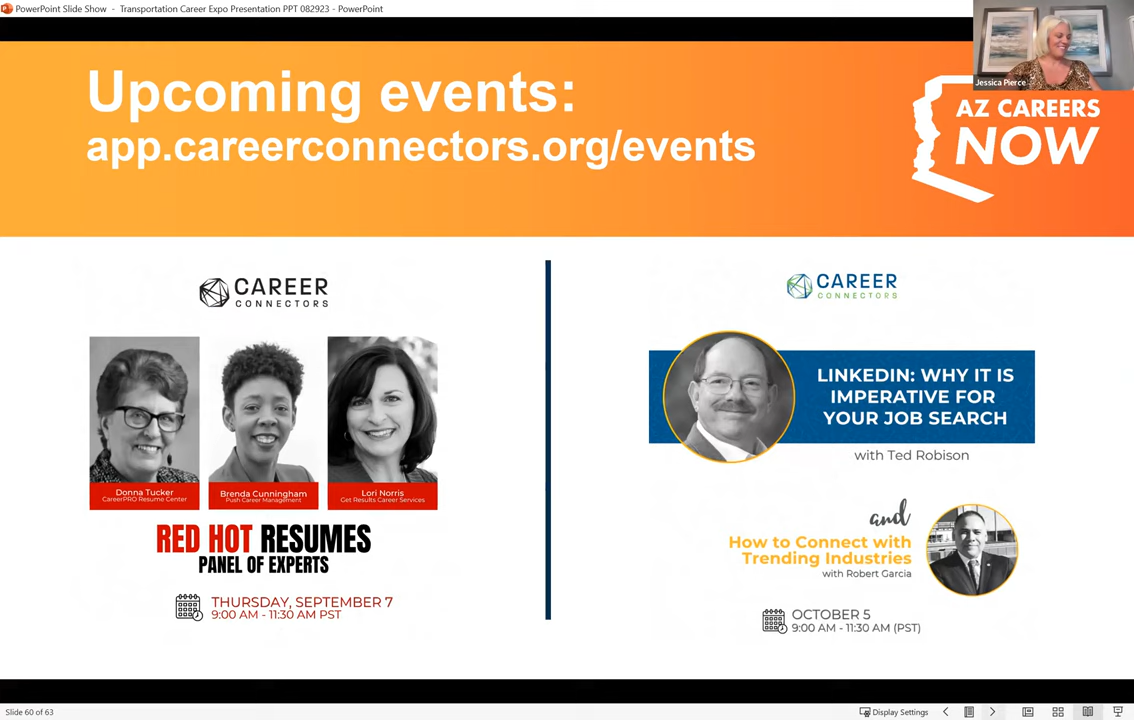 PowerPoint Slide Show - Transportation Career Expo Presentation PPT 082923 - PowerPoint
Jessica Pierce
Upcoming events:
app.careerconnectors.org/events
AZ CAREERS
NOW
CAREER
CONNECTORS
Donna Tucker
CareerPRO Resume Center
Brenda Cunningham
Push Career Management
Lori Norris
Get Results Career Services
RED HOT RESUMES
PANEL OF EXPERTS
THURSDAY, SEPTEMBER 7
9:00 AM - 11:30 AM PST
CAREER
CONNECTORS
LINKEDIN: WHY IT IS
IMPERATIVE FOR
YOUR JOB SEARCH
with Ted Robison
and
How to Connect with
Trending Industries
with Robert Garcia
OCTOBER 5
9:00 AM - 11:30 AM (PST)
Slide 60 of 63
Display Settings